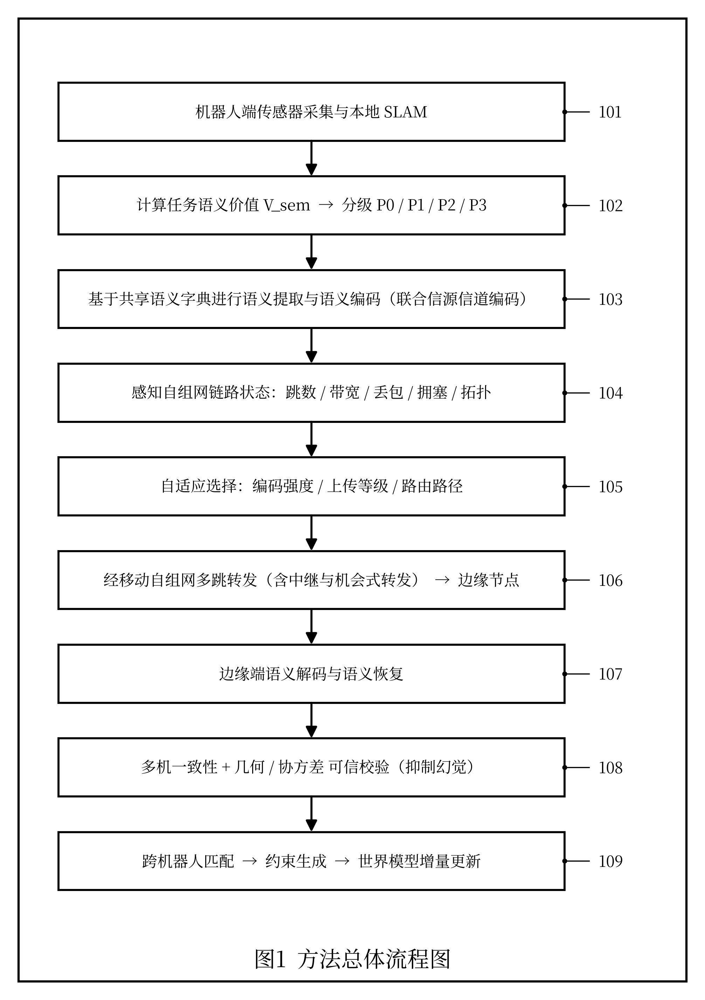 机器人端传感器采集与本地 SLAM
101
计算任务语义价值 V_sem → 分级 P0 / P1 / P2 / P3
102
基于共享语义字典进行语义提取与语义编码（联合信源信道编码）
103
感知自组网链路状态：跳数 / 带宽 / 丢包 / 拥塞 / 拓扑
104
自适应选择：编码强度 / 上传等级 / 路由路径
105
经移动自组网多跳转发（含中继与机会式转发） → 边缘节点
106
边缘端语义解码与语义恢复
107
多机一致性 + 几何 / 协方差 可信校验（抑制幻觉）
108
跨机器人匹配 → 约束生成 → 世界模型增量更新
109
图1 方法总体流程图